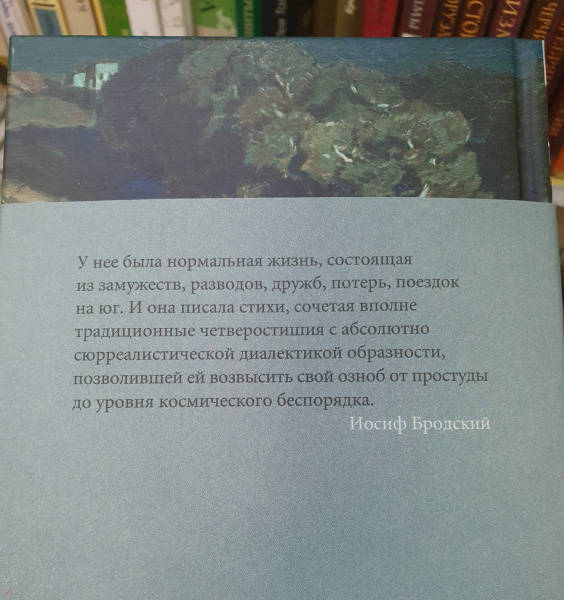 У нее была нормальная жизнь, состоящая
из замужеств, разводов, дружб, потерь, поездок
на юг. И она писала стихи, сочетая вполне
традиционные четверостишия с абсолютно
сюрреалистической диалектикой образности,
позволившей ей возвысить свой озноб от простуды
до уровня космического беспорядка.
Иосиф Бродский